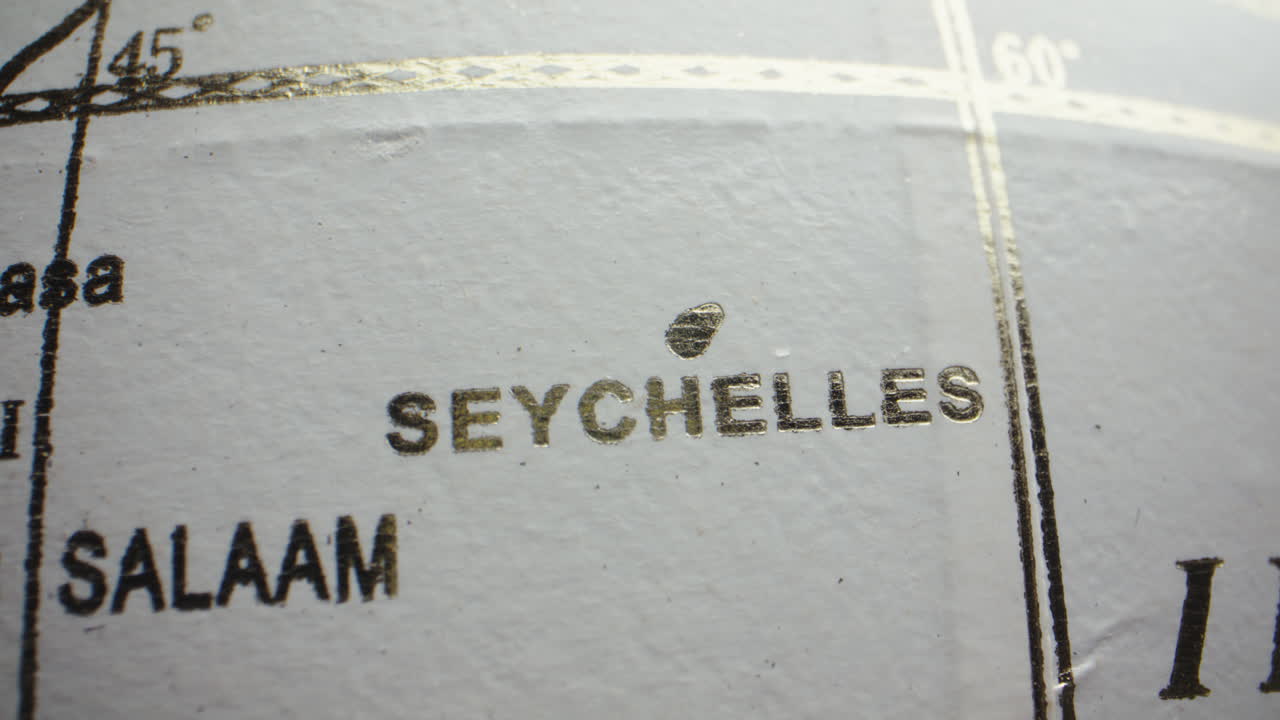 45°
60°
asa
SEYCHELLES
I
SALAAM
I